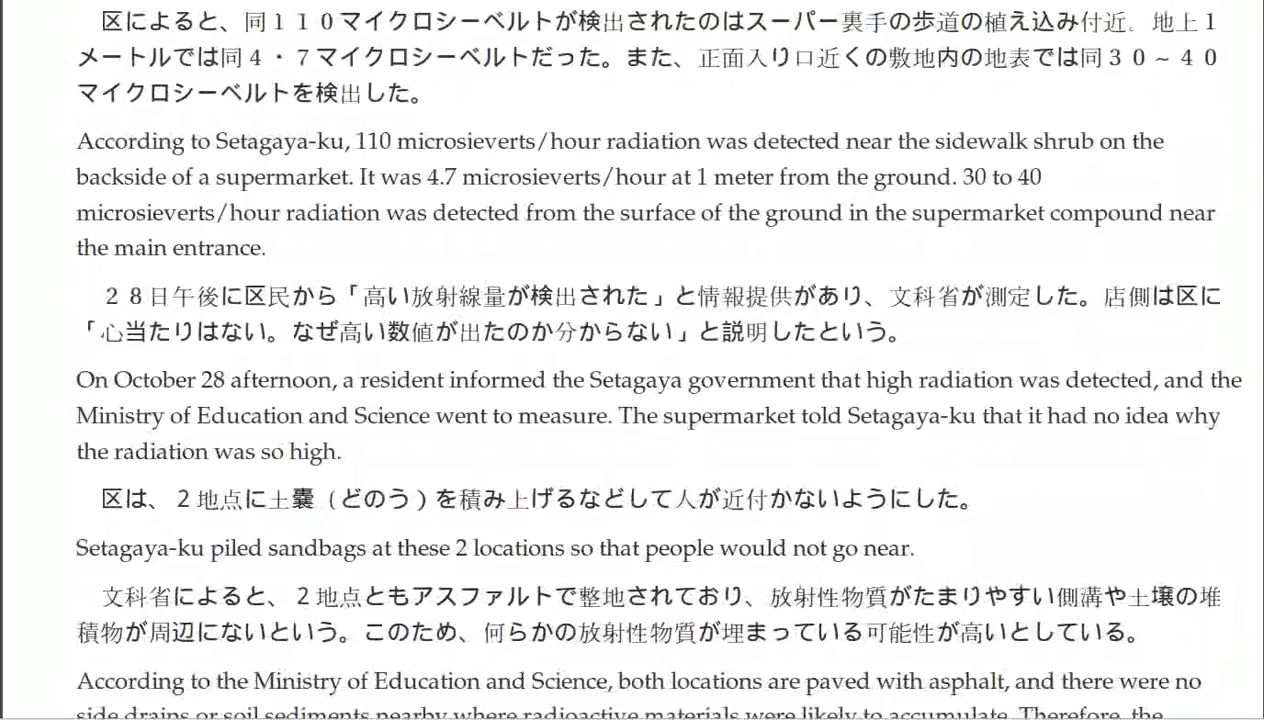 区によると、同１１０マイクロシーベルトが検出されたのはスーパー裏手の歩道の植え込み付近。地上１
メートルでは同４・７マイクロシーベルトだった。また、正面入り口近くの敷地内の地表では同３０～４０
マイクロシーベルトを検出した。
According to Setagaya-ku, 110 microsieverts/hour radiation was detected near the sidewalk shrub on the
backside of a supermarket. It was 4.7 microsieverts/hour at 1 meter from the ground. 30 to 40
microsieverts/hour radiation was detected from the surface of the ground in the supermarket compound near
the main entrance.
２８日午後に区民から「高い放射線量が検出された」と情報提供があり、文科省が測定した。店側は区に
「心当たりはない。なぜ高い数値が出たのか分からない」と説明したという。
On October 28 afternoon, a resident informed the Setagaya government that high radiation was detected, and the
Ministry of Education and Science went to measure. The supermarket told Setagaya-ku that it had no idea why
the radiation was so high.
区は、２地点に土嚢（どのう）を積み上げるなどして人が近付かないようにした。
Setagaya-ku piled sandbags at these 2 locations so that people would not go near.
文科省によると、２地点ともアスファルトで整地されており、放射性物質がたまりやすい側溝や土壌の堆
積物が周辺にないという。このため、何らかの放射性物質が埋まっている可能性が高いとしている。
According to the Ministry of Education and Science, both locations are paved with asphalt, and there were no
side drains or soil sediments nearby where radioactive materials were likely to accumulate. Therefore, the